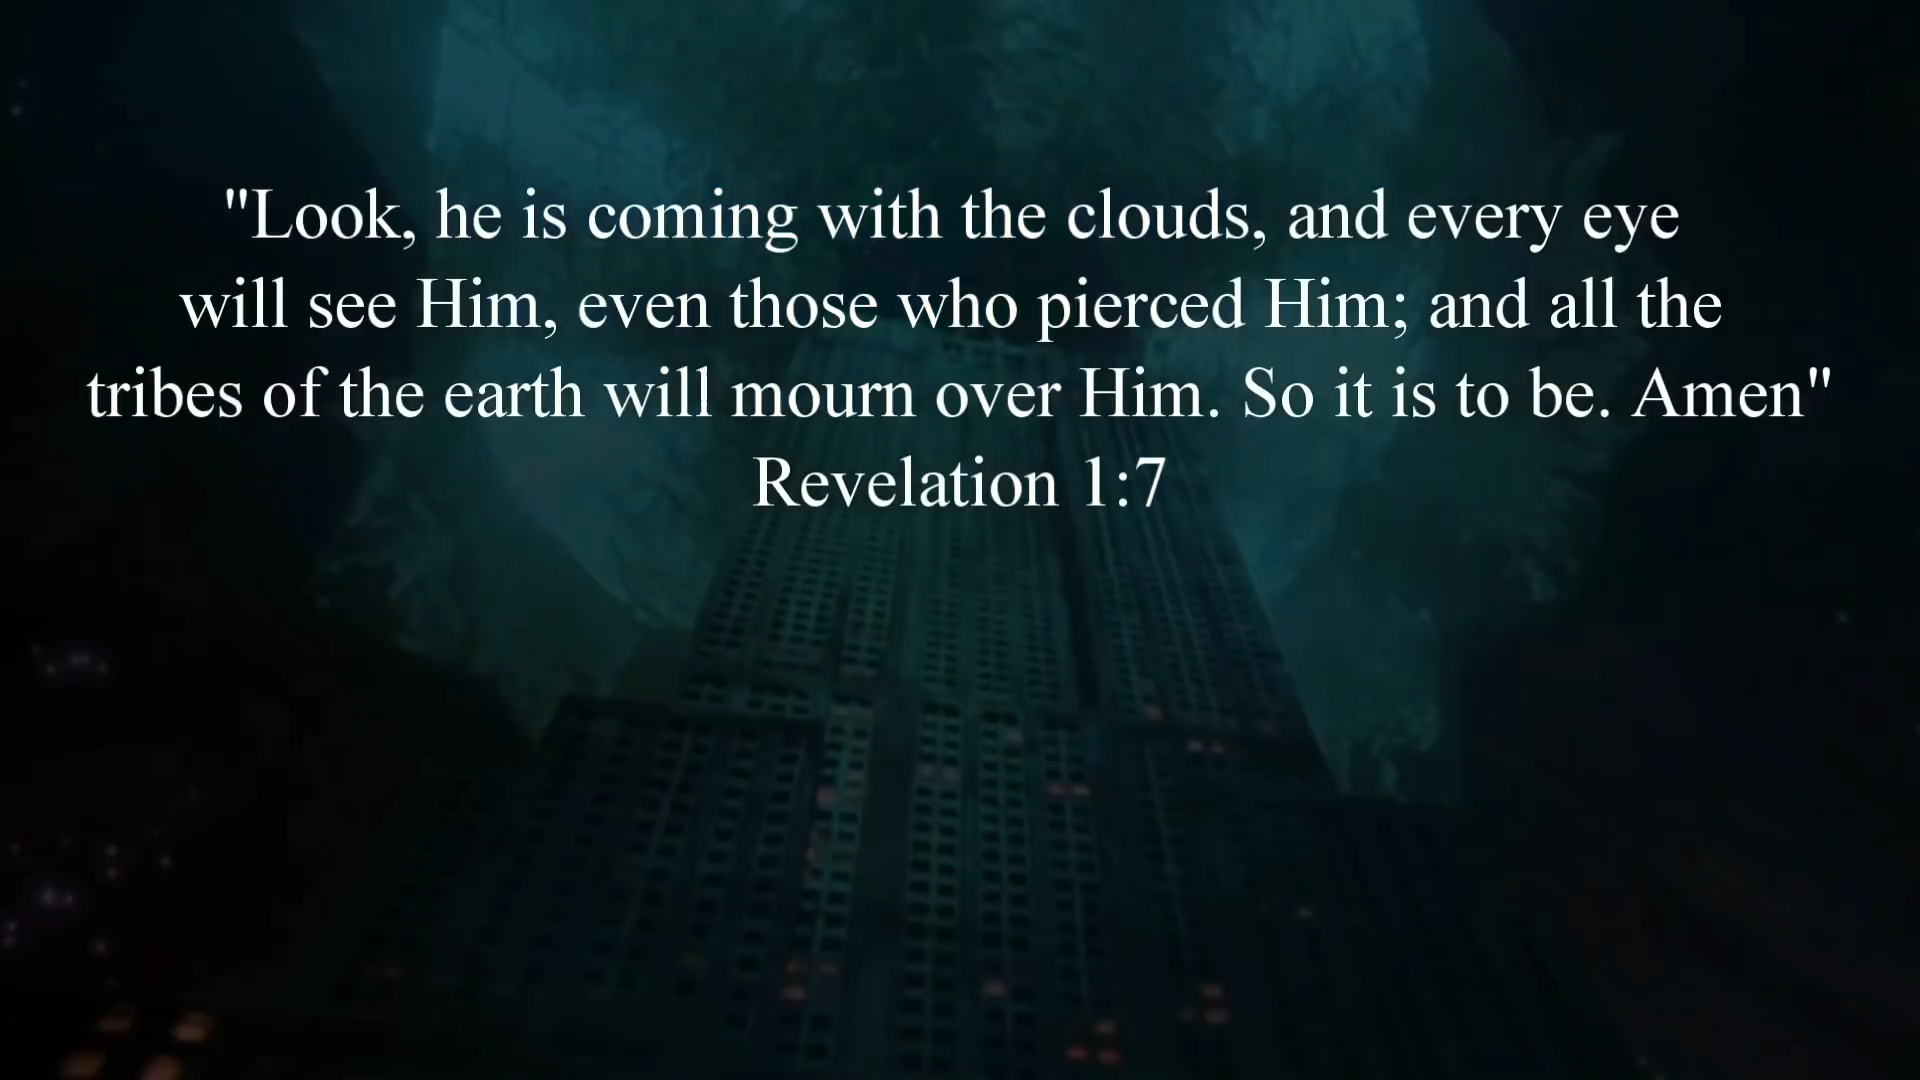 "Look, he is coming with the clouds, and every eye
will see Him, even those who pierced Him; and all the
tribes of the earth will mourn over Him. So it is to be. Amen"
Revelation 1:7